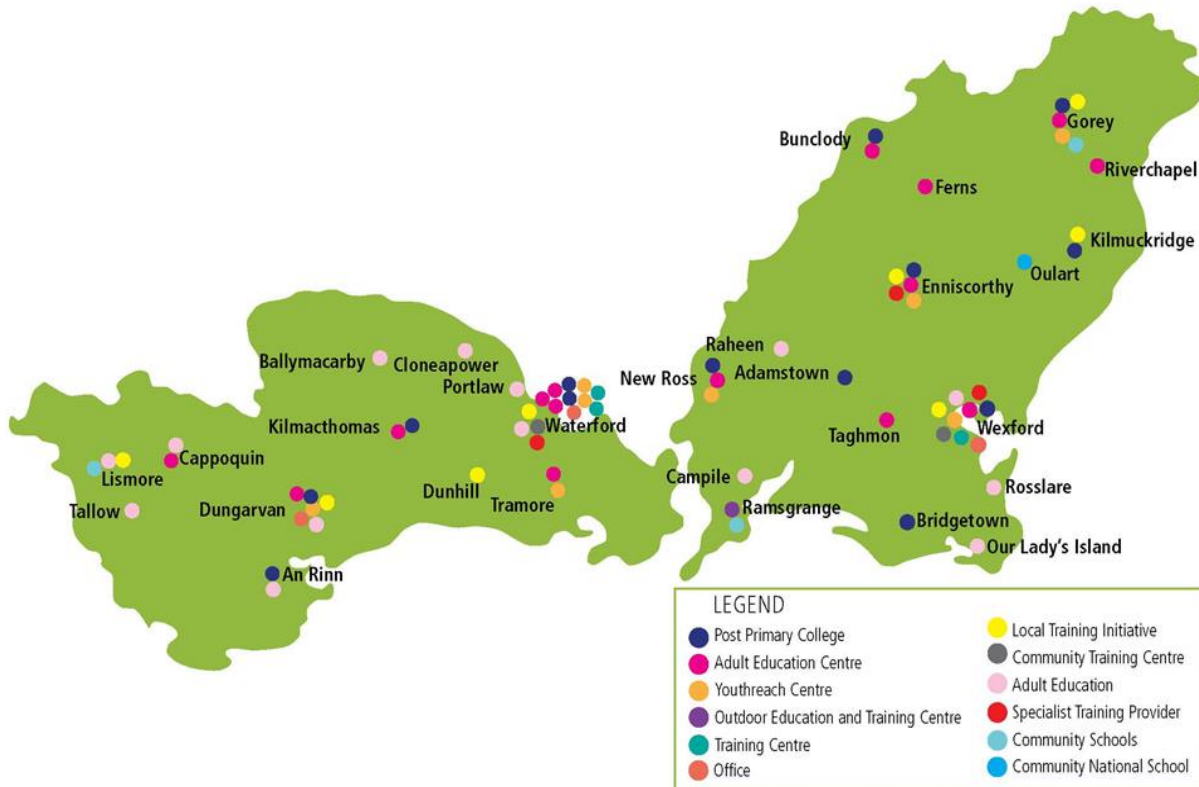 Gorey
Bunclody
Riverchapel
Ferns
Kilmuckridge
Oulart
Enniscorthy
Raheen
Ballymacarby
Cloneapower
Adamstown
New Ross
Portlaw
Waterford
Kilmacthomas
Taghmon
Wexford
Cappoquin
Lismore
Dunhill
Campile
Rosslare
Tramore
Tallow
Dungarvan
Ramsgrange
Bridgetown
Our Lady's Island
An Rinn
LEGEND
Post Primary College
Adult Education Centre
Youthreach Centre
Outdoor Education and Training Centre
Training Centre
Office
Local Training Initiative
Community Training Centre
Adult Education
Specialist Training Provider
Community Schools
Community National School